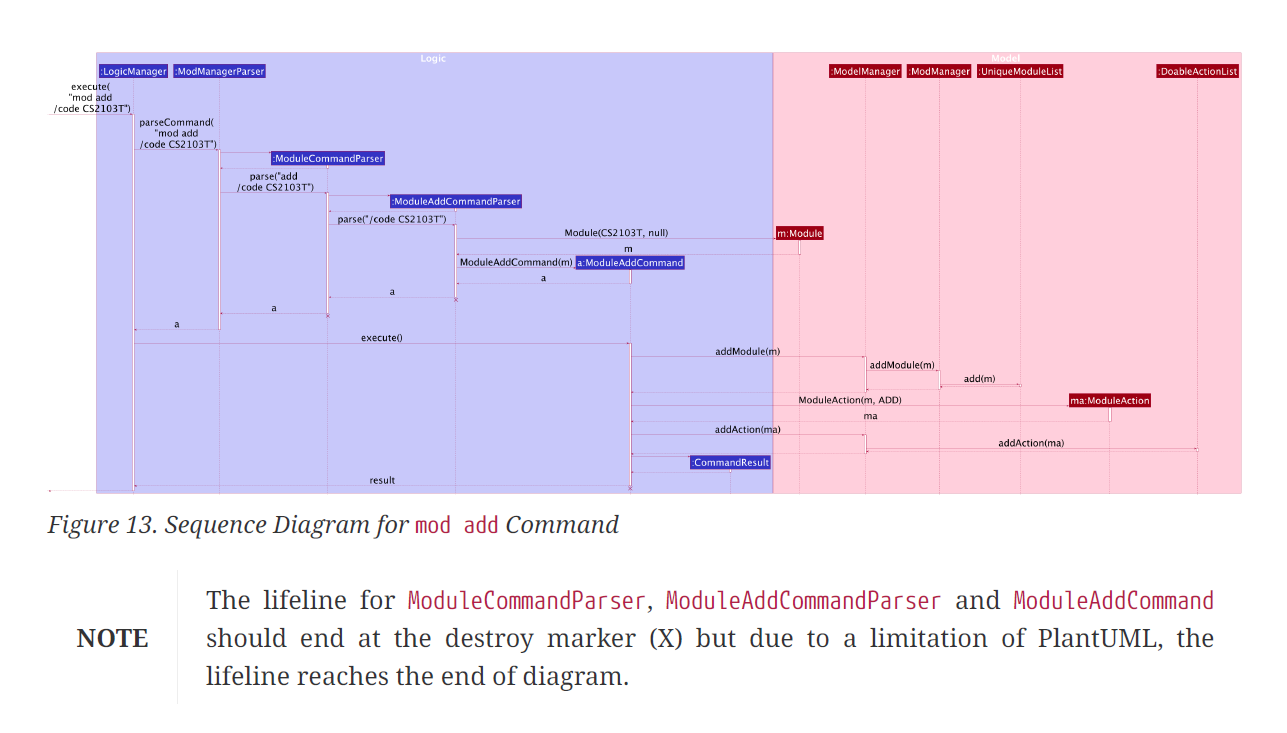 Logic
Model
:LogicManager
:ModManagerParser
:ModelManager
:ModManager
:UniqueModuleList
:DoableActionList
execute(
"mod add
/code CS2103T")
parseCommand(
"mod add
/code CS2103T")
:ModuleCommandParser
parse("add
/code CS2103T")
:ModuleAddCommandParser
parse("/code CS2103T")
Module(CS2103T, null)
m:Module
m
ModuleAddCommand(m)
a:ModuleAddCommand
a
a
a
a
execute()
addModule(m)
addModule(m)
add(m)
ModuleAction(m, ADD)
ma:ModuleAction
ma
addAction(ma)
addAction(ma)
:CommandResult
result
Figure 13. Sequence Diagram for mod add Command
NOTE
The lifeline for ModuleCommandParser, ModuleAddCommandParser and ModuleAddCommand
should end at the destroy marker (X) but due to a limitation of PlantUML, the
lifeline reaches the end of diagram.